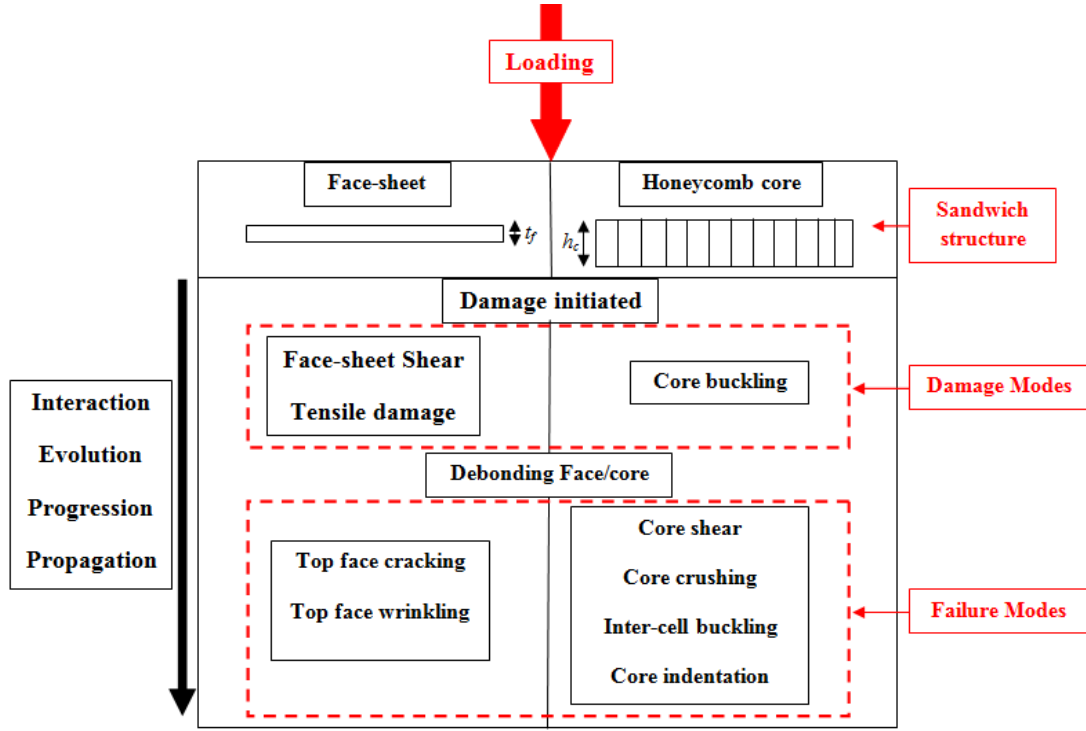 Loading
Face-sheet
Honeycomb core
Sandwich
structure
t_f
h_c
Damage initiated
Face-sheet Shear
Tensile damage
Core buckling
Damage Modes
Interaction
Evolution
Progression
Propagation
Debonding Face/core
Top face cracking
Top face wrinkling
Core shear
Core crushing
Inter-cell buckling
Core indentation
Failure Modes